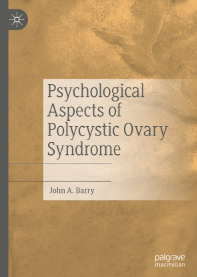 Psychological
Aspects of
Polycystic Ovary
Syndrome
John A. Barry
palgrave
macmillan